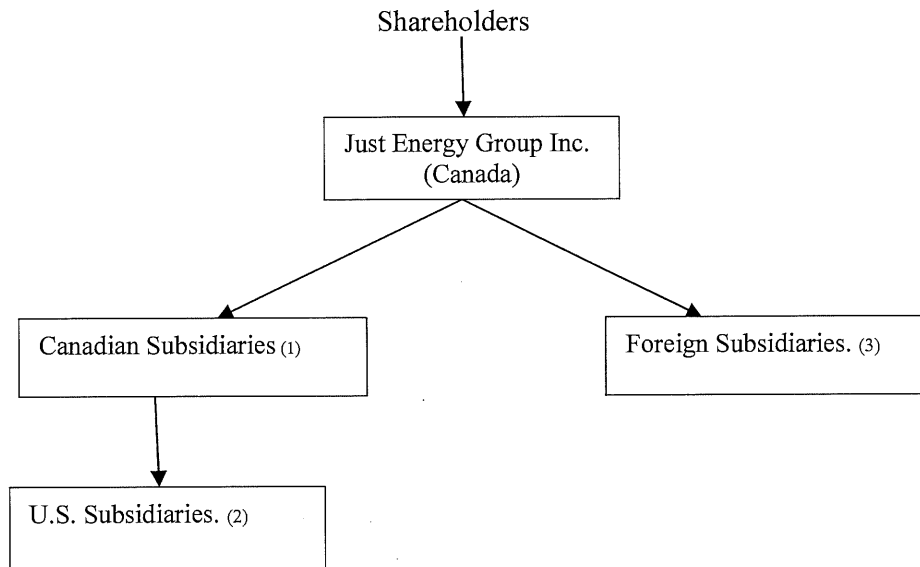 Shareholders
Just Energy Group Inc.
(Canada)
Canadian Subsidiaries (1)
Foreign Subsidiaries. (3)
U.S. Subsidiaries. (2)